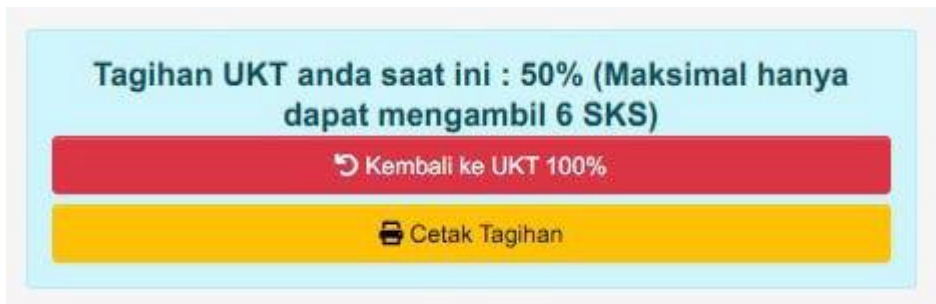 Tagihan UKT anda saat ini : 50% (Maksimal hanya
dapat mengambil 6 SKS)
Kembali ke UKT 100%
Cetak Tagihan